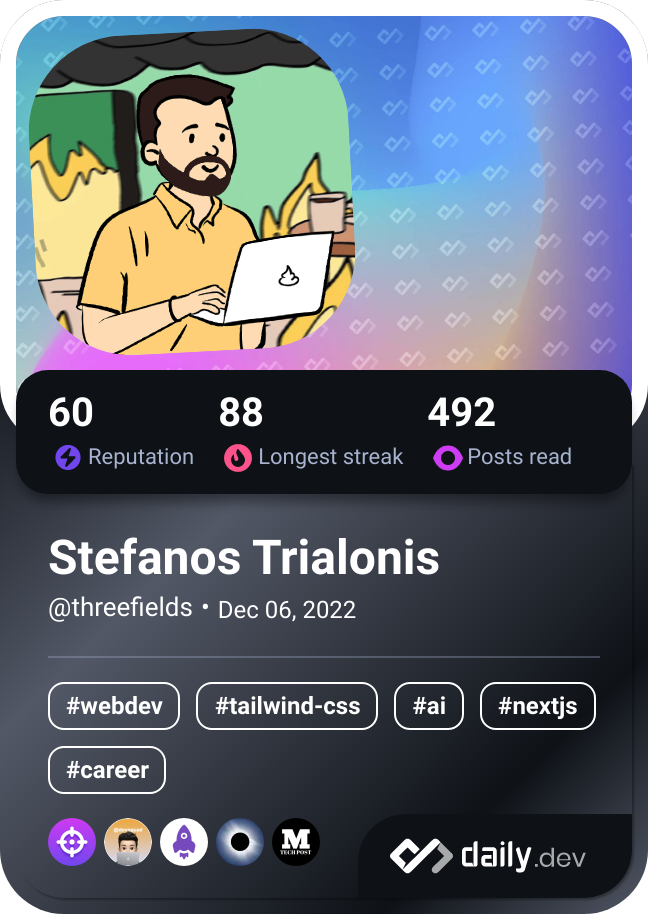 60 88 492
Reputation Longest streak Posts read
Stefanos Trialonis
@threefields • Dec 06, 2022
#webdev #tailwind-css #ai #nextjs
#career
M
TECH POST
daily.dev